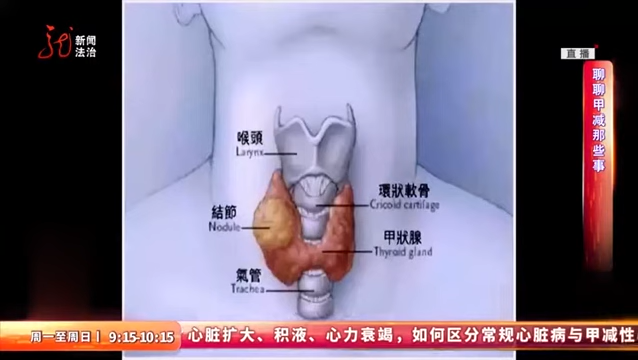 新闻
法治
直播
聊聊甲减那些事
喉頭
Larynx
環狀軟骨
Cricoid cartilage
結節
Nodule
甲狀腺
Thyroid gland
氣管
Trachea
周一至周日 9:15-10:15
心脏扩大、积液、心力衰竭，如何区分常规心脏病与甲减性